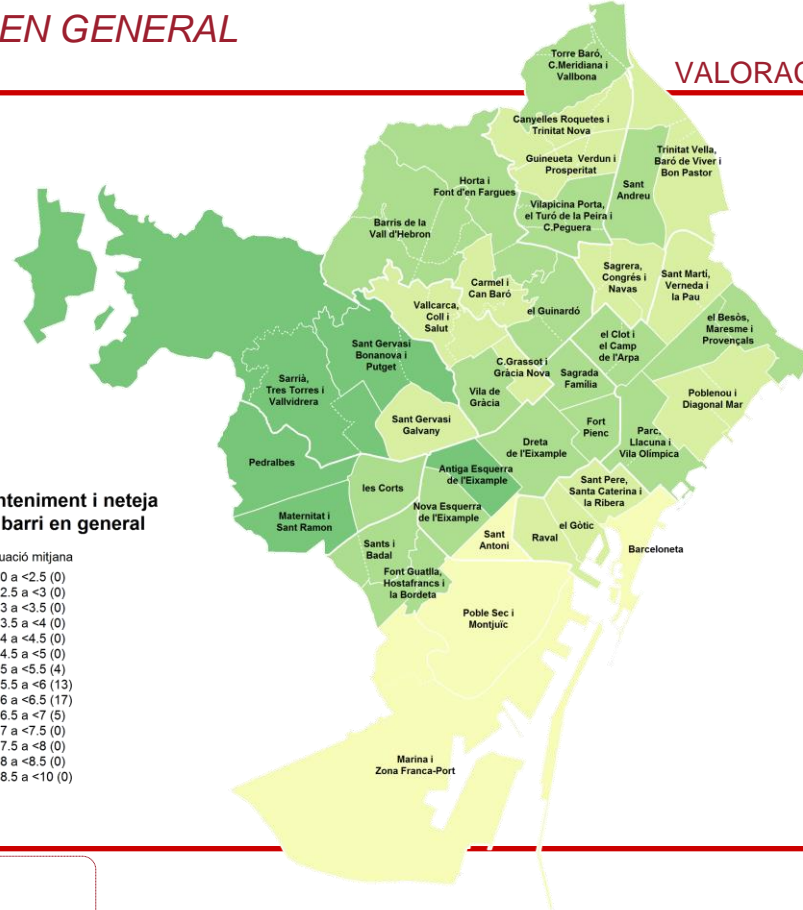 EN GENERAL
VALORAC
Torre Baró,
C.Meridiana i
Vallbona
Canyelles Roquetes i
Trinitat Nova
Guineueta Verdun i
Prosperitat
Trinitat Vella,
Baró de Viver i
Bon Pastor
Sant
Andreu
Horta i
Font d'en Fargues
Vilapicina Porta,
el Turó de la Peira i
C.Peguera
Barris de la
Vall d'Hebron
Sagrera,
Congrés i
Navas
Sant Martí,
Verneda i
la Pau
Carmel i
Can Baró
Vallcarca,
Coll i
Salut
el Guinardó
el Besòs,
Maresme i
Provençals
el Clot i
el Camp
de l'Arpa
Sant Gervasi
Bonanova i
Putget
C.Grassot i
Gràcia Nova
Sagrada
Família
Sarrià,
Tres Torres i
Vallvidrera
Vila de
Gràcia
Poblenou i
Diagonal Mar
Sant Gervasi
Galvany
Fort
Pienc
Parc,
Llacuna i
Vila Olímpica
Dreta
de l'Eixample
Pedralbes
Antiga Esquerra
de l'Eixample
Sant Pere,
Santa Caterina i
la Ribera
les Corts
Nova Esquerra
de l'Eixample
Maternitat i
Sant Ramon
el Gòtic
Raval
Sant
Antoni
Barceloneta
Sants i
Badal
Font Guatlla,
Hostafrancs i
la Bordeta
Poble Sec i
Montjuïc
Marina i
Zona Franca-Port
nteniment i neteja
barri en general
uació mitjana
0 a <2.5 (0)
2.5 a <3 (0)
3 a <3.5 (0)
3.5 a <4 (0)
4 a <4.5 (0)
4.5 a <5 (0)
5 a <5.5 (4)
5.5 a <6 (13)
6 a <6.5 (17)
6.5 a <7 (5)
7 a <7.5 (0)
7.5 a <8 (0)
8 a <8.5 (0)
8.5 a <10 (0)